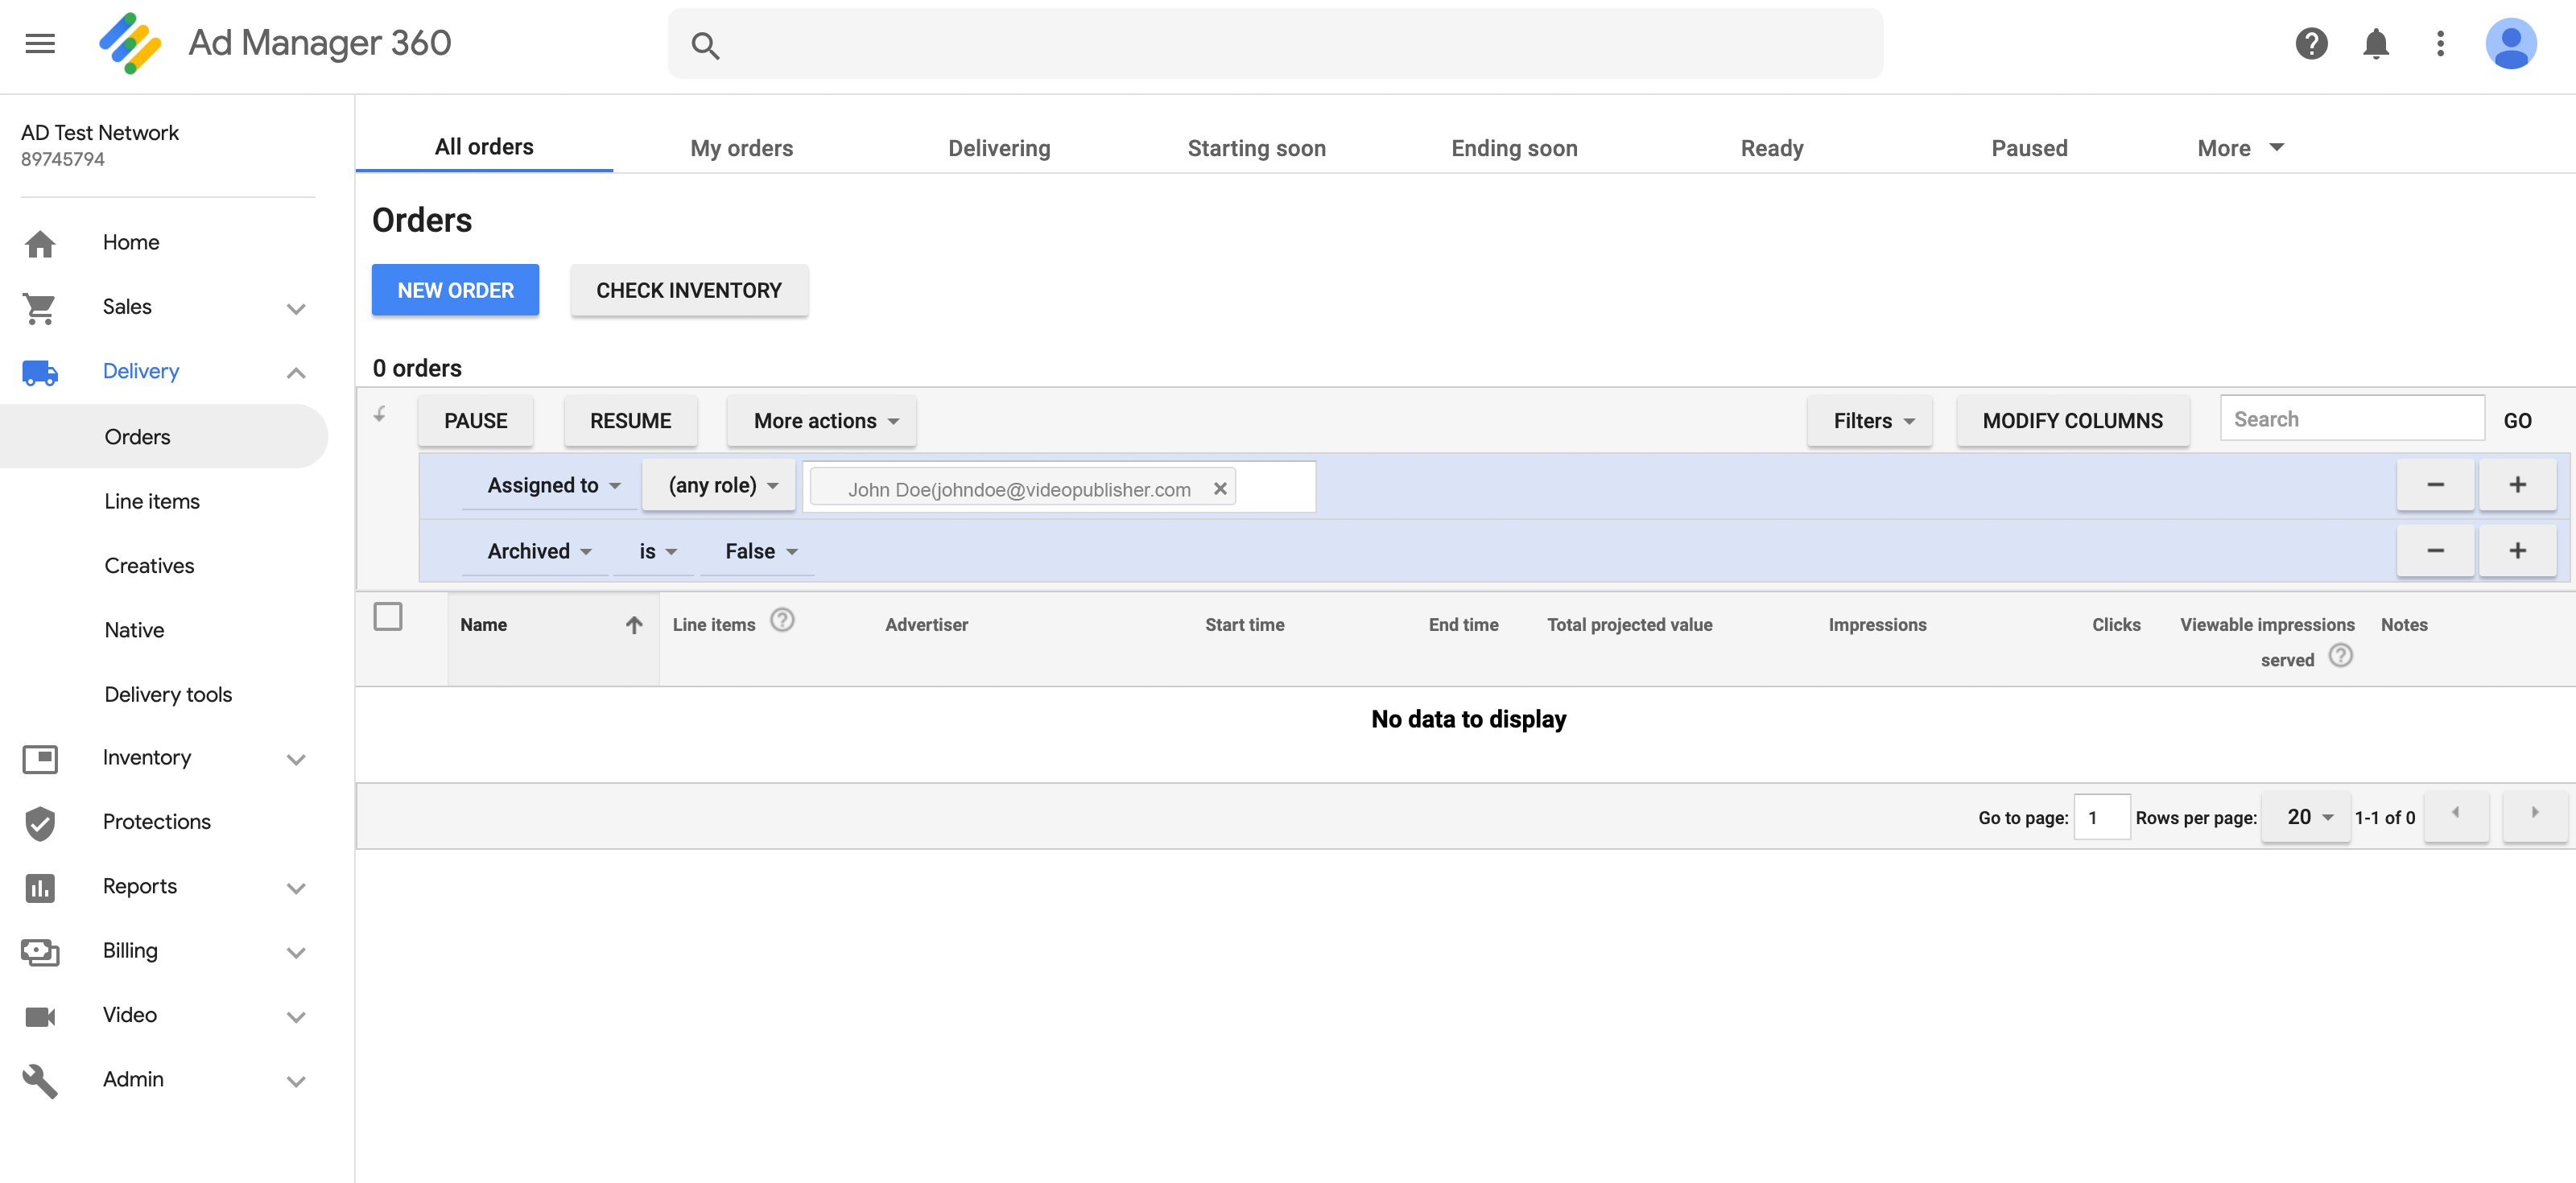 Ad Manager 360
AD Test Network
89745794
Home
Sales
Delivery
Orders
Line items
Creatives
Native
Delivery tools
Inventory
Protections
Reports
Billing
Video
Admin
All orders My orders Delivering Starting soon Ending soon Ready Paused More
Orders
NEW ORDER CHECK INVENTORY
0 orders
PAUSE RESUME More actions Filters MODIFY COLUMNS Search GO
Assigned to (any role) John Doe(johndoe@videopublisher.com
Archived is False
Name Line items Advertiser Start time End time Total projected value Impressions Clicks Viewable impressions served Notes
No data to display
Go to page: 1 Rows per page: 20 1-1 of 0